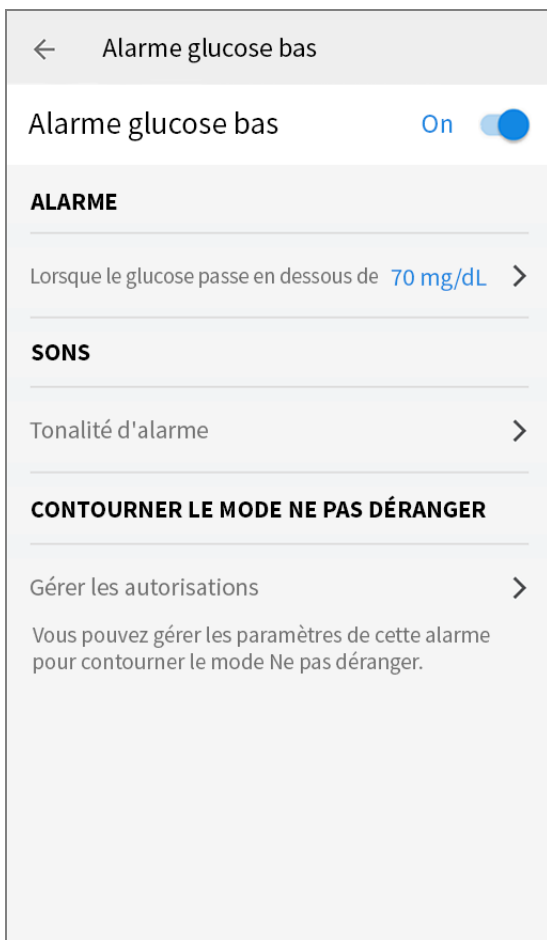 Alarme glucose bas
Alarme glucose bas On
ALARME
Lorsque le glucose passe en dessous de 70 mg/dL
SONS
Tonalité d'alarme
CONTOURNER LE MODE NE PAS DÉRANGER
Gérer les autorisations
Vous pouvez gérer les paramètres de cette alarme
pour contourner le mode Ne pas déranger.